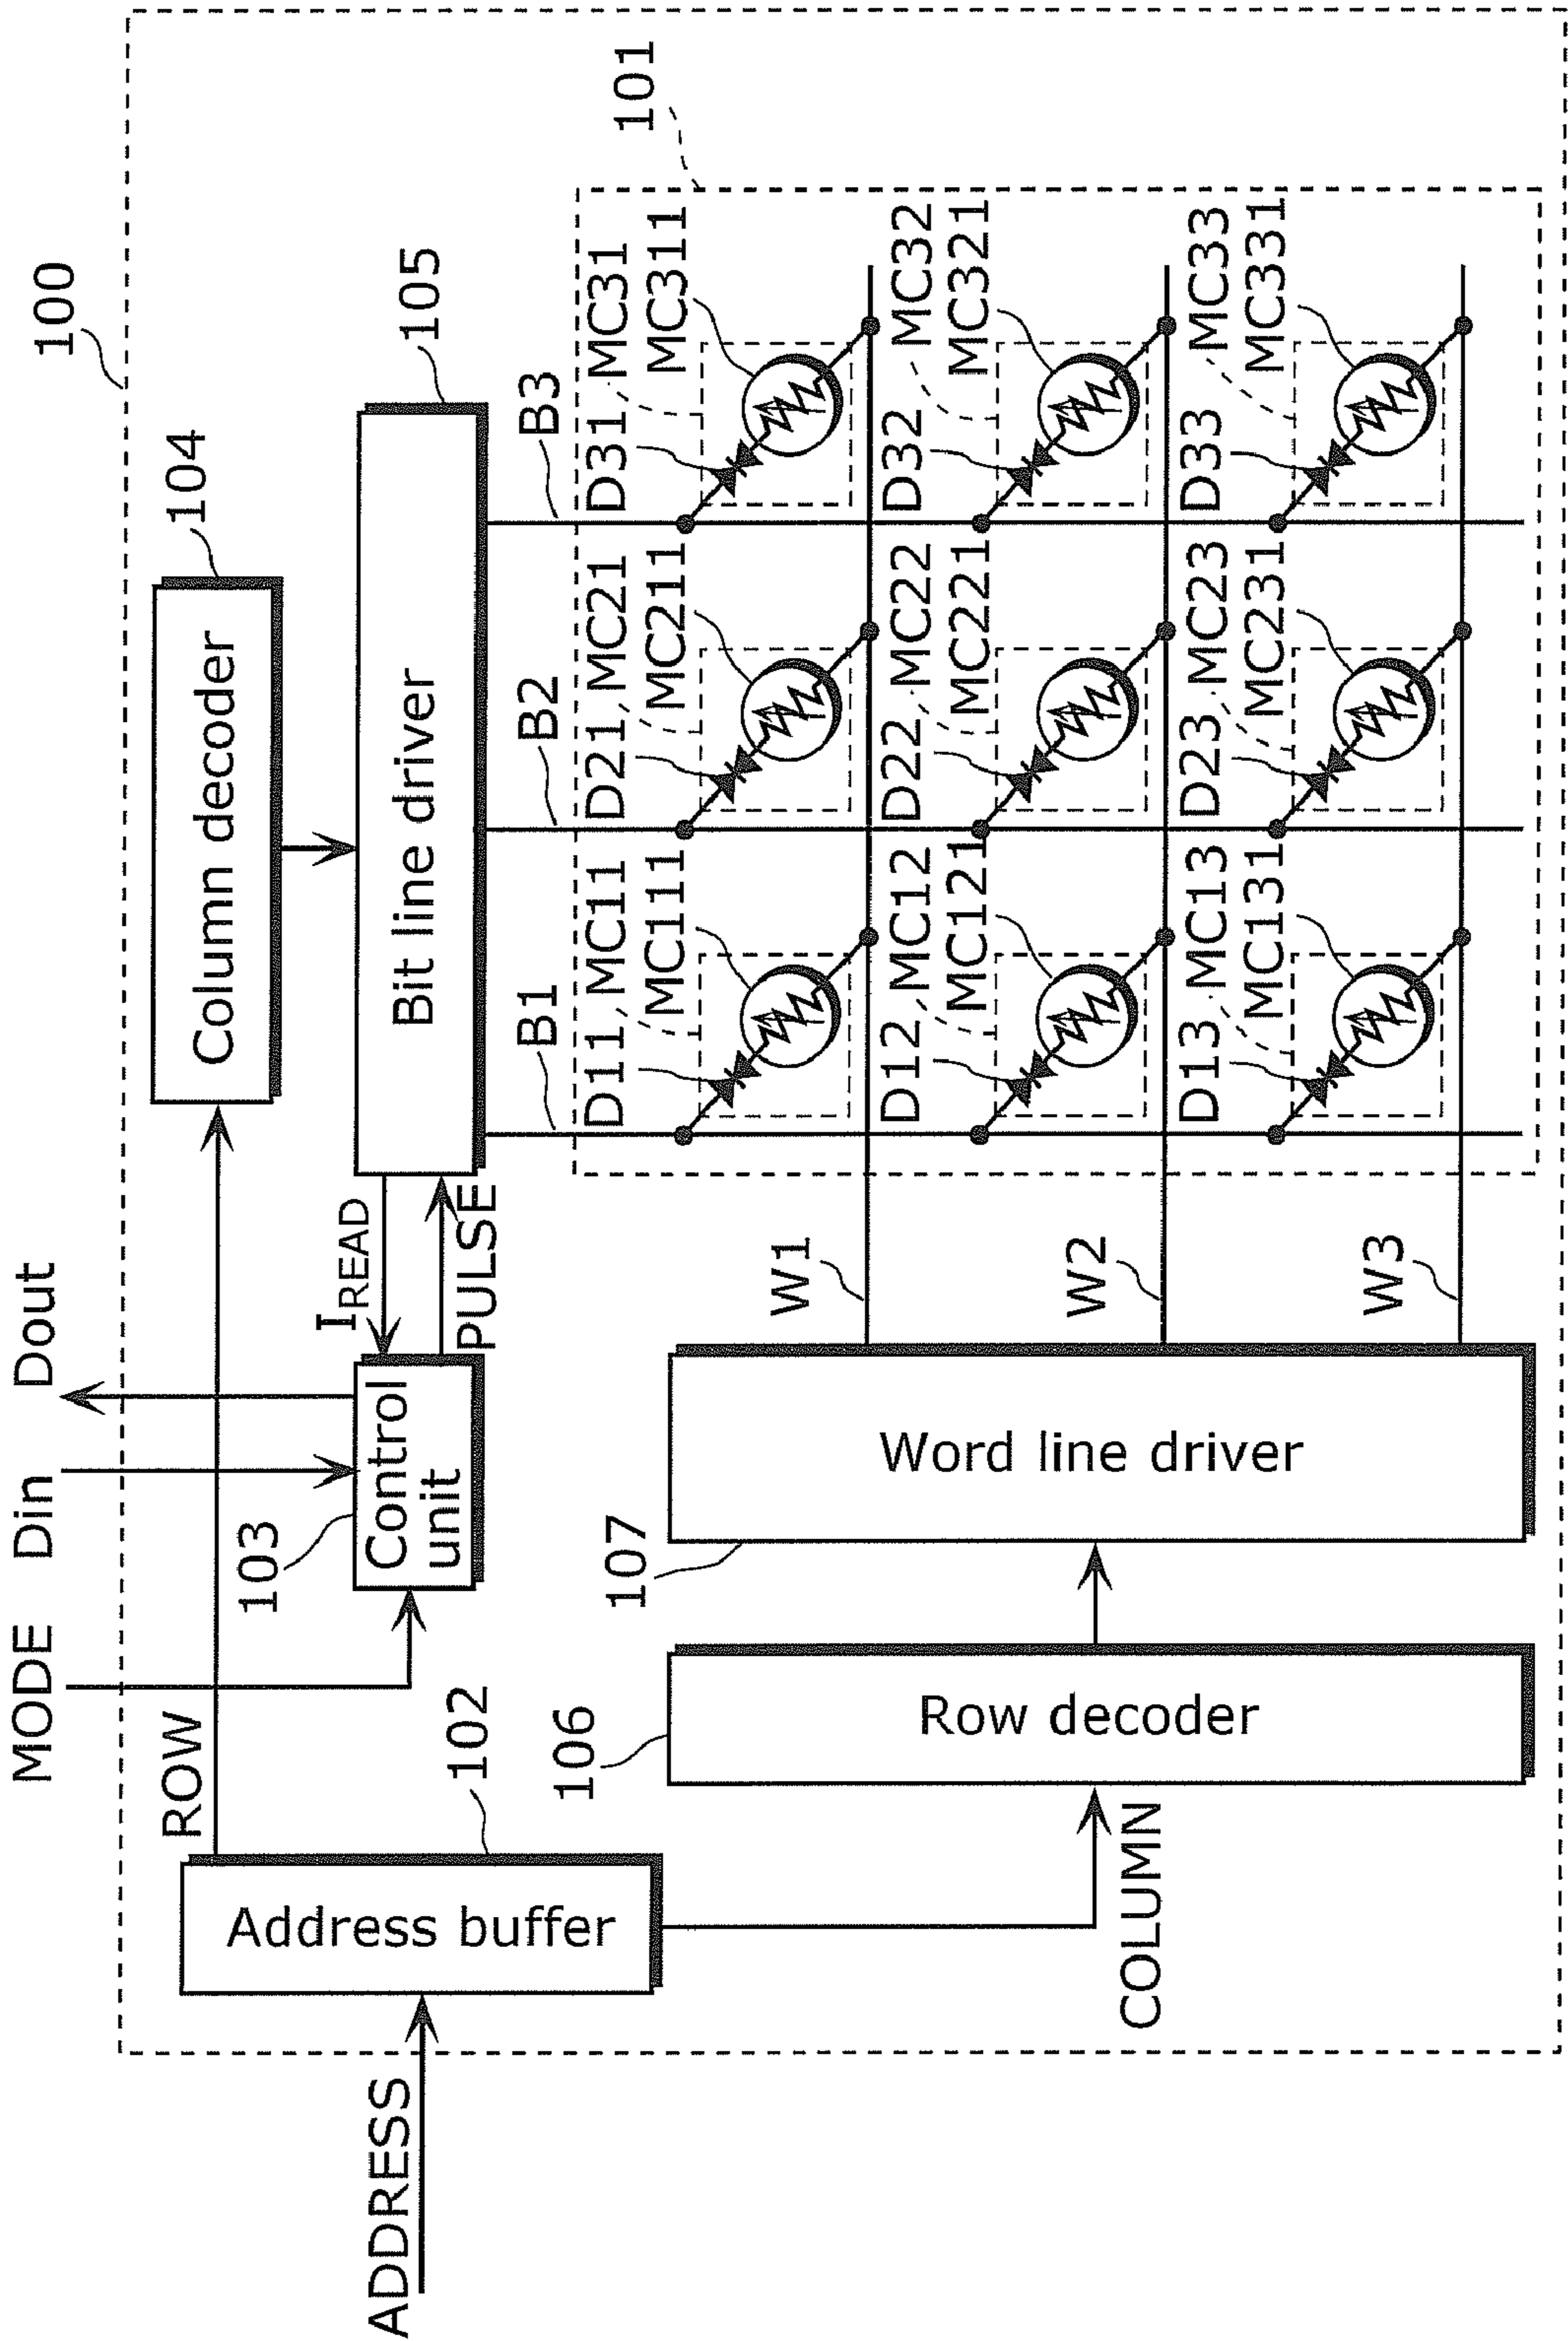 MODE Din Dout
100
ROW
Column decoder
104
103
Control
unit
I_READ
PULSE
Bit line driver
105
ADDRESS
Address buffer
102
B1
B2
B3
101
D11
MC11
MC111
D21
MC21
MC211
D31
MC31
MC311
106
Row decoder
107
Word line driver
W1
D12
MC12
MC121
D22
MC22
MC221
D32
MC32
MC321
W2
COLUMN
D13
MC13
MC131
D23
MC23
MC231
D33
MC33
MC331
W3